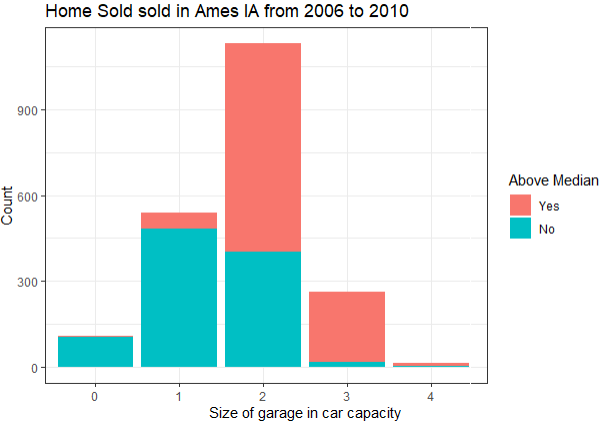 Home Sold sold in Ames IA from 2006 to 2010
Count
900
600
300
0
0 1 2 3 4
Size of garage in car capacity
Above Median
Yes
No